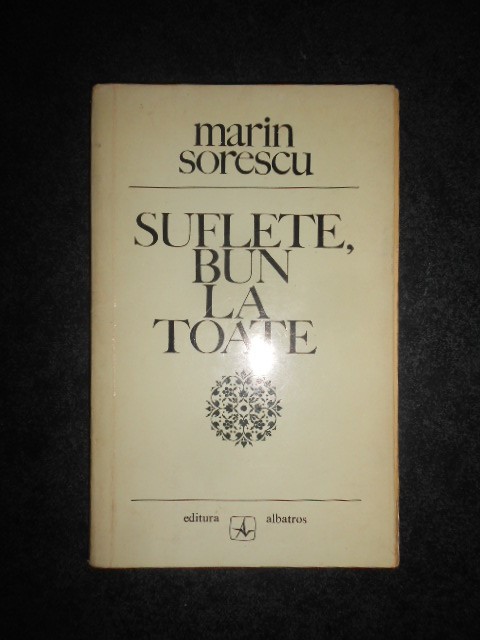 marin
sorescu
SUFLETE,
BUN
LA
TOATE
editura albatros